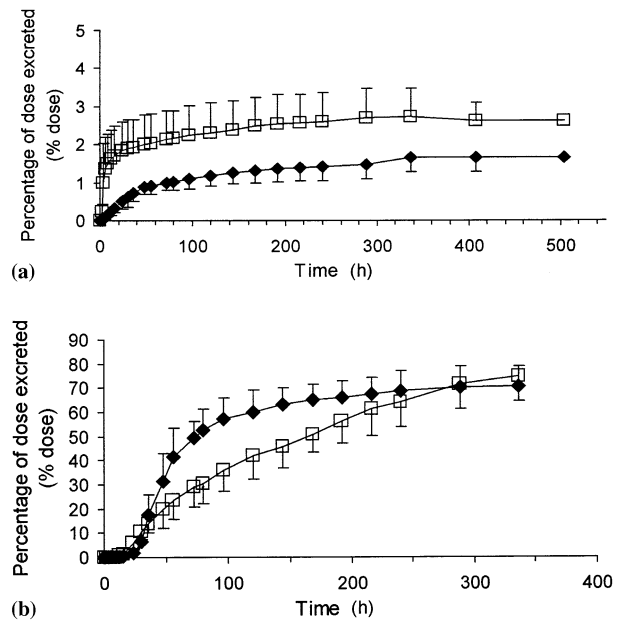 Percentage of dose excreted
(% dose)
5
4
3
2
1
0
0 100 200 300 400 500
Time (h)
(a)
Percentage of dose excreted
(% dose)
90
80
70
60
50
40
30
20
10
0
0 100 200 300 400
Time (h)
(b)